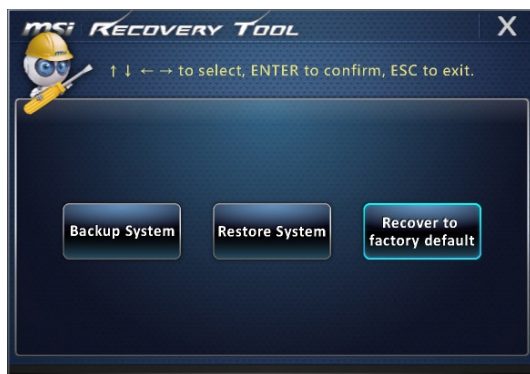 msi RECOVERY TOOL X
↑ ↓ ← → to select, ENTER to confirm, ESC to exit.
Backup System
Restore System
Recover to
factory default